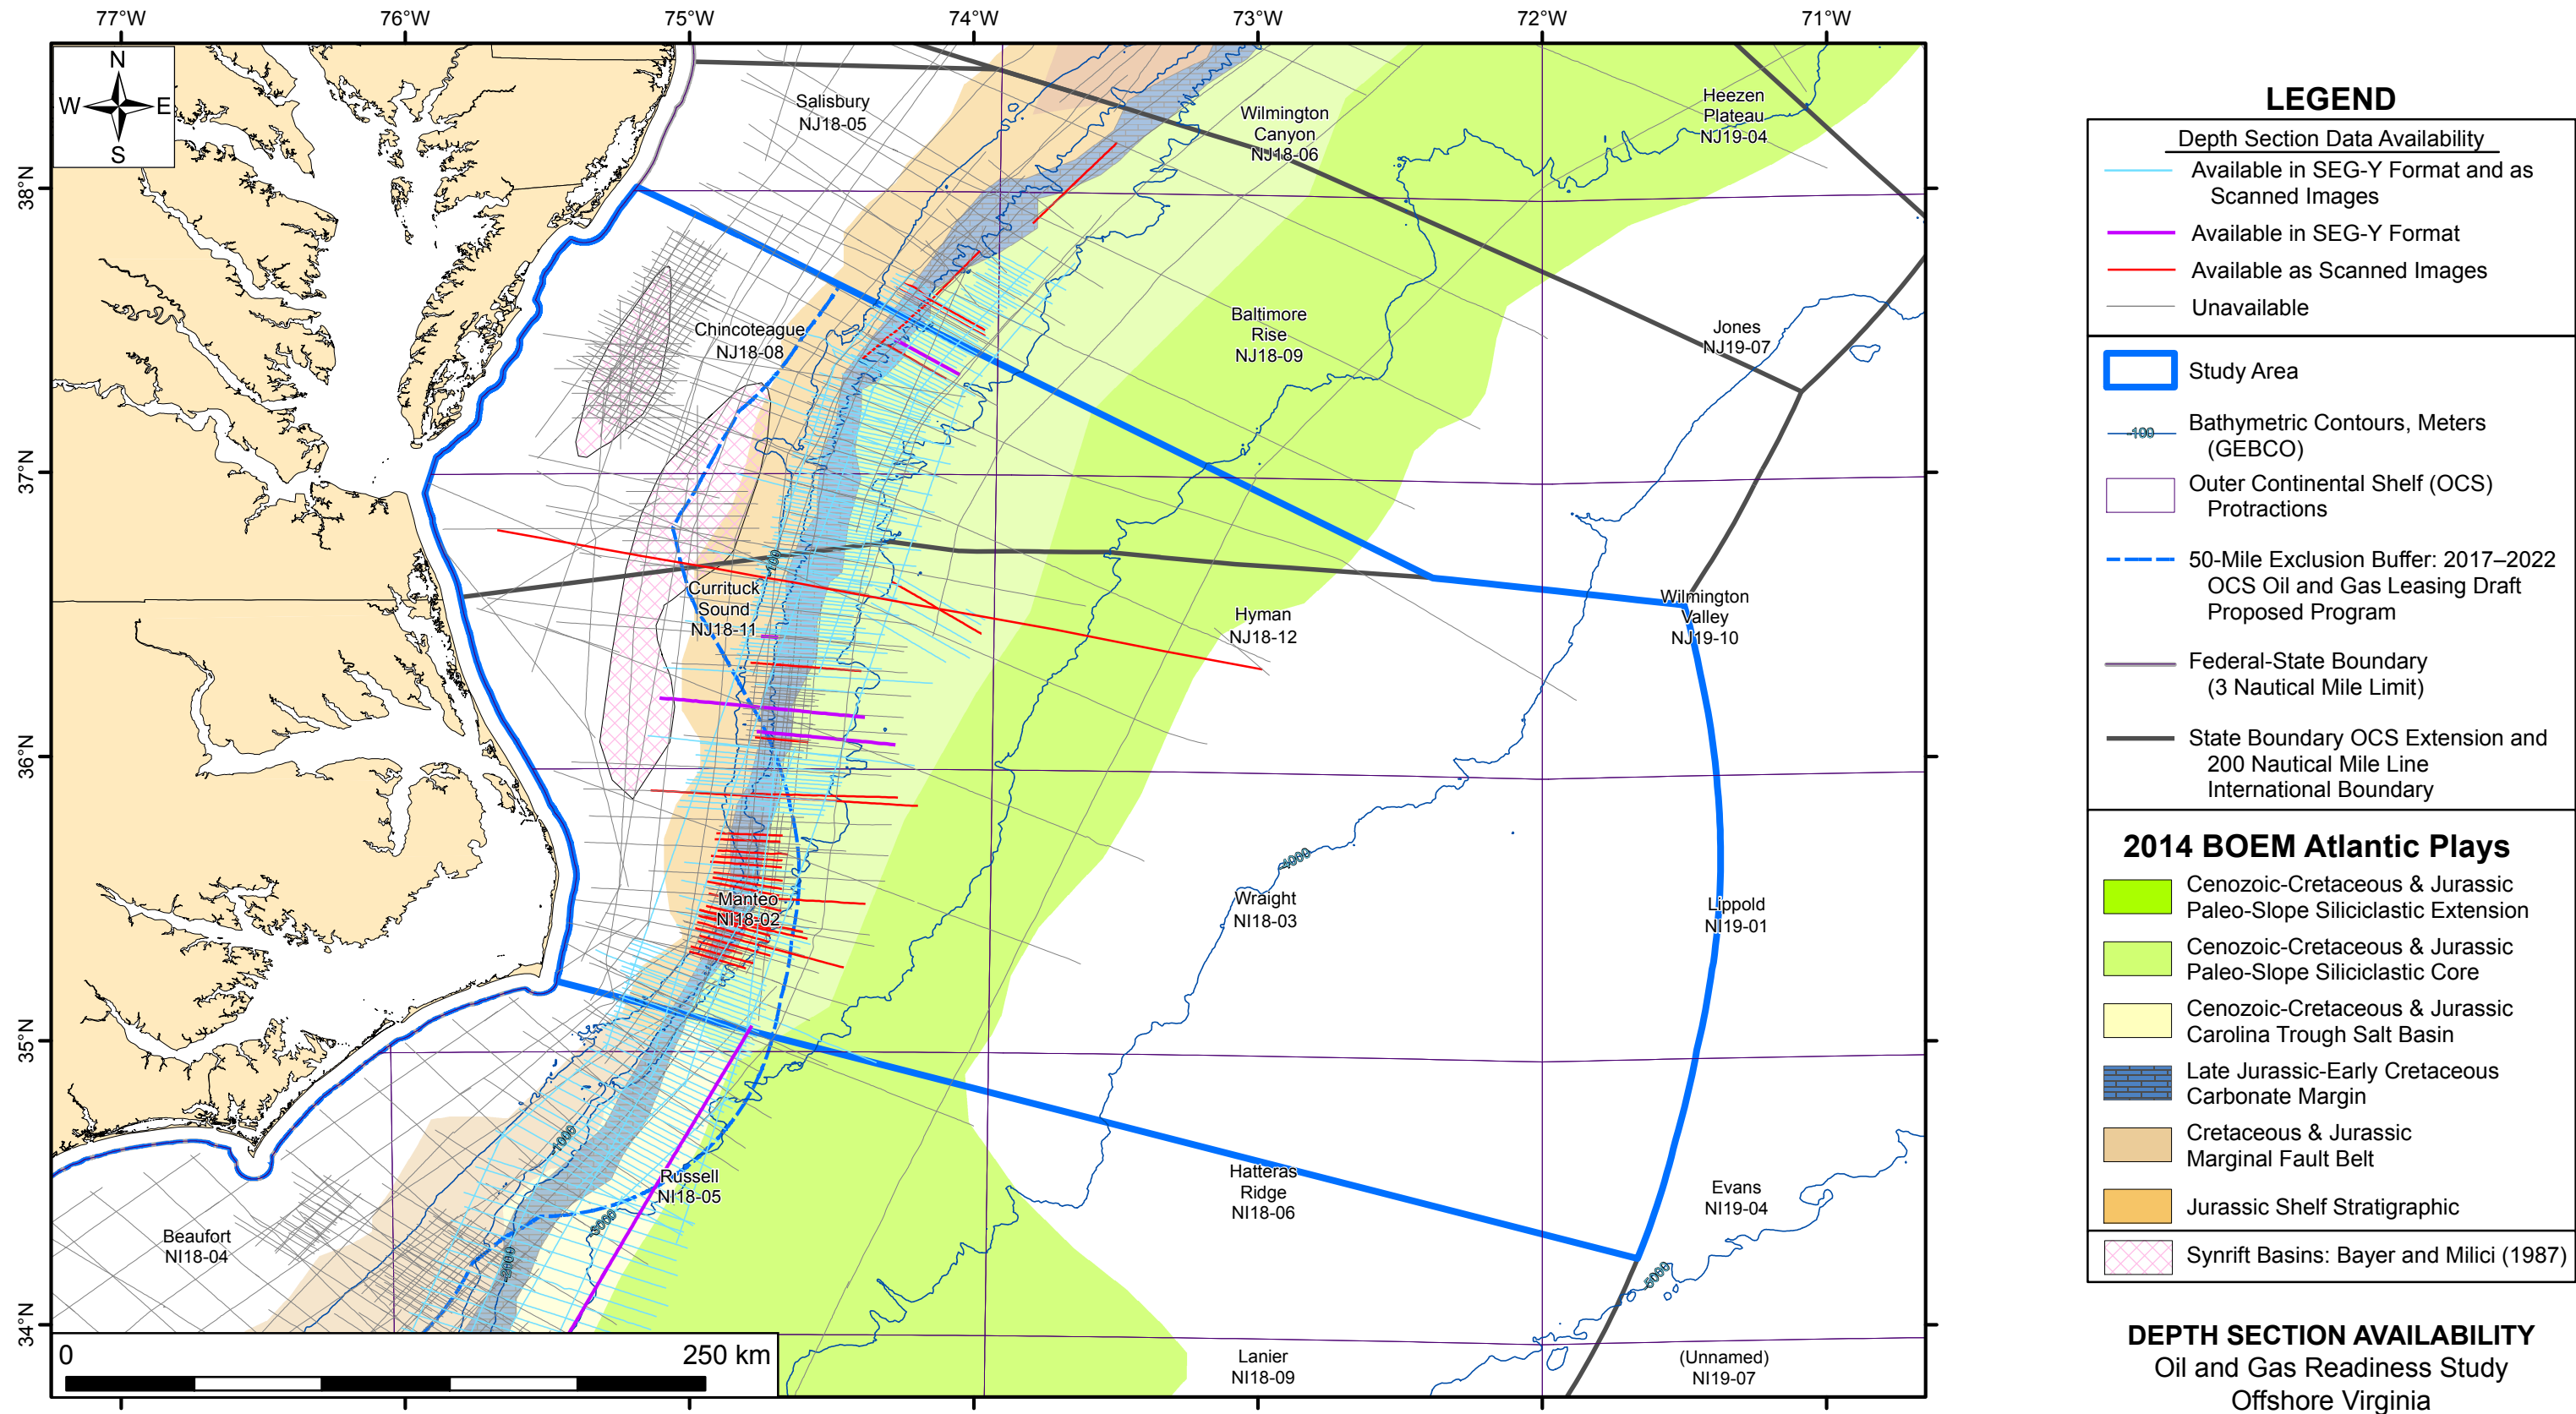 77°W 76°W 75°W 74°W 73°W 72°W 71°W
N
W E
S
38°N
37°N
36°N
35°N
34°N
Salisbury
NJ18-05
Wilmington
Canyon
NJ18-06
Heezen
Plateau
NJ19-04
Chincoteague
NJ18-08
Baltimore
Rise
NJ18-09
Jones
NJ19-07
-100
Currituck
Sound
NJ18-11
Hyman
NJ18-12
Wilmington
Valley
NJ19-10
-4000
Manteo
NI18-02
Wraight
NI18-03
Lippold
NI19-01
-1000
Russell
NI18-05
Hatteras
Ridge
NI18-06
Evans
NI19-04
-3000
Beaufort
NI18-04
-2000
-5000
Lanier
NI18-09
(Unnamed)
NI19-07
0 250 km
LEGEND
Depth Section Data Availability
Available in SEG-Y Format and as
Scanned Images
Available in SEG-Y Format
Available as Scanned Images
Unavailable
Study Area
-100
Bathymetric Contours, Meters
(GEBCO)
Outer Continental Shelf (OCS)
Protractions
50-Mile Exclusion Buffer: 2017–2022
OCS Oil and Gas Leasing Draft
Proposed Program
Federal-State Boundary
(3 Nautical Mile Limit)
State Boundary OCS Extension and
200 Nautical Mile Line
International Boundary
2014 BOEM Atlantic Plays
Cenozoic-Cretaceous & Jurassic
Paleo-Slope Siliciclastic Extension
Cenozoic-Cretaceous & Jurassic
Paleo-Slope Siliciclastic Core
Cenozoic-Cretaceous & Jurassic
Carolina Trough Salt Basin
Late Jurassic-Early Cretaceous
Carbonate Margin
Cretaceous & Jurassic
Marginal Fault Belt
Jurassic Shelf Stratigraphic
Synrift Basins: Bayer and Milici (1987)
DEPTH SECTION AVAILABILITY
Oil and Gas Readiness Study
Offshore Virginia